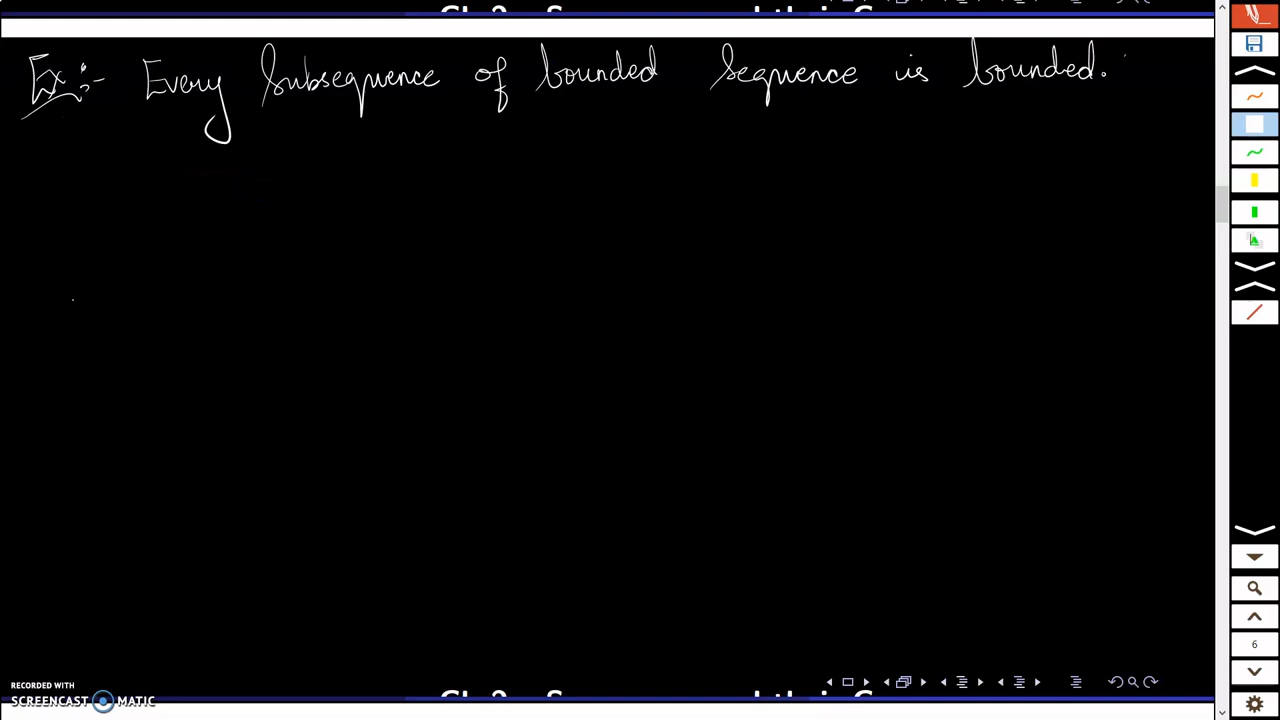 Ex:- Every Subsequence of bounded Sequence is bounded.
6
RECORDED WITH
SCREENCAST MATIC